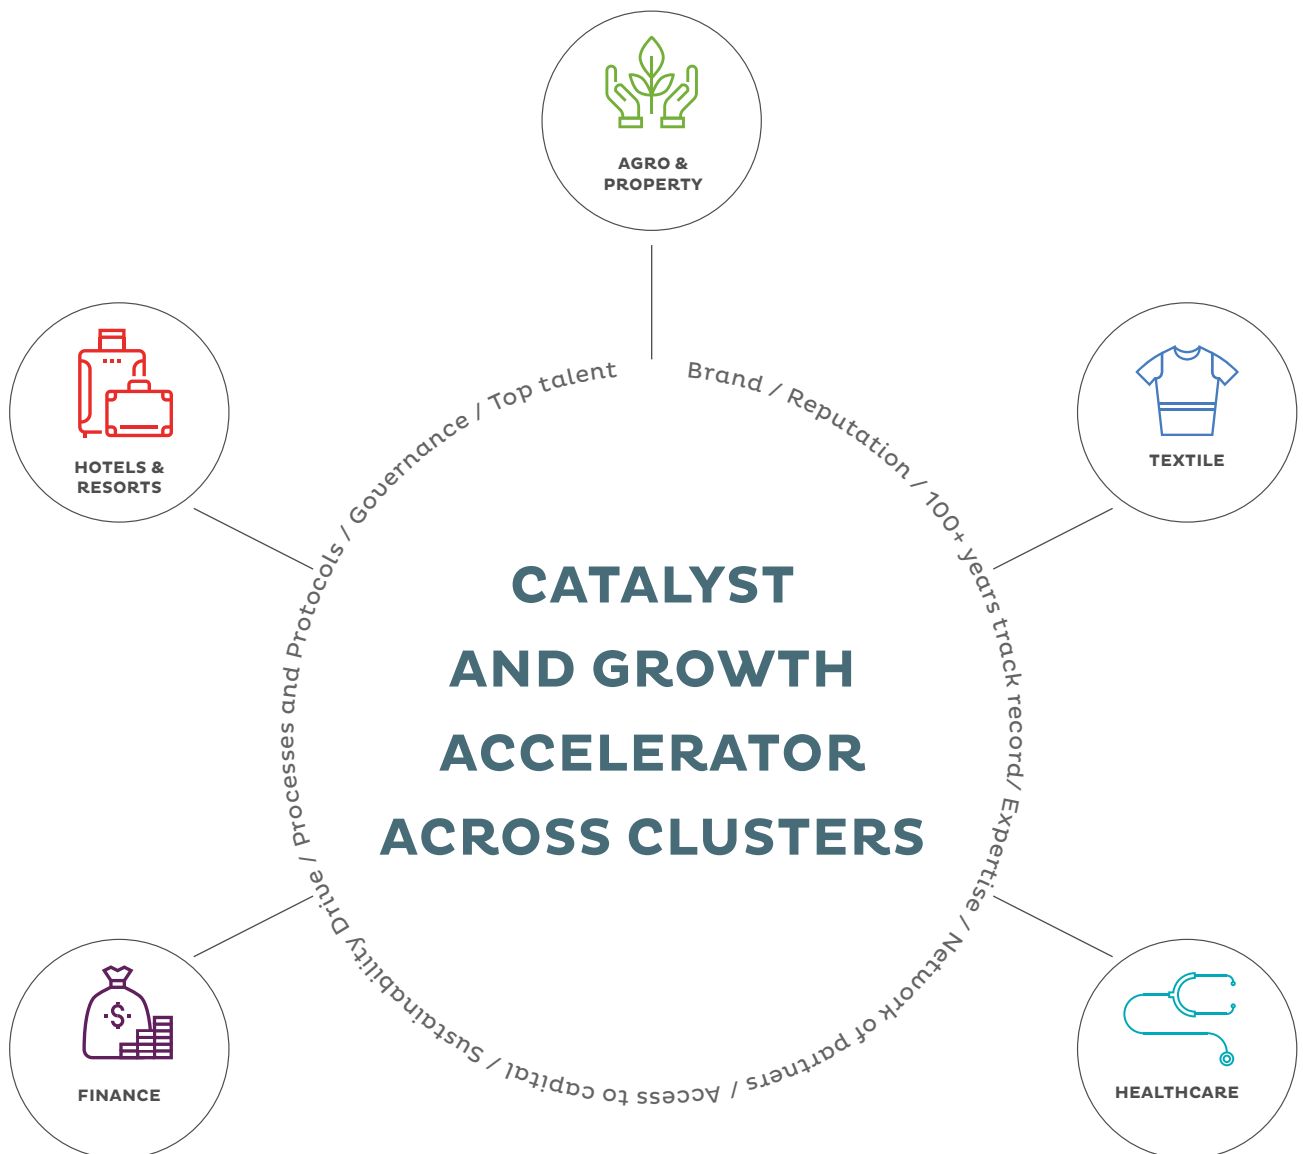 AGRO &
PROPERTY
HOTELS &
RESORTS
TEXTILE
Brand / Reputation / 100+ years track record/ Expertise / Network of partners / Access to capital / Sustainability Drive / Processes and Protocols / Governance / Top talent
CATALYST
AND GROWTH
ACCELERATOR
ACROSS CLUSTERS
$
FINANCE
HEALTHCARE